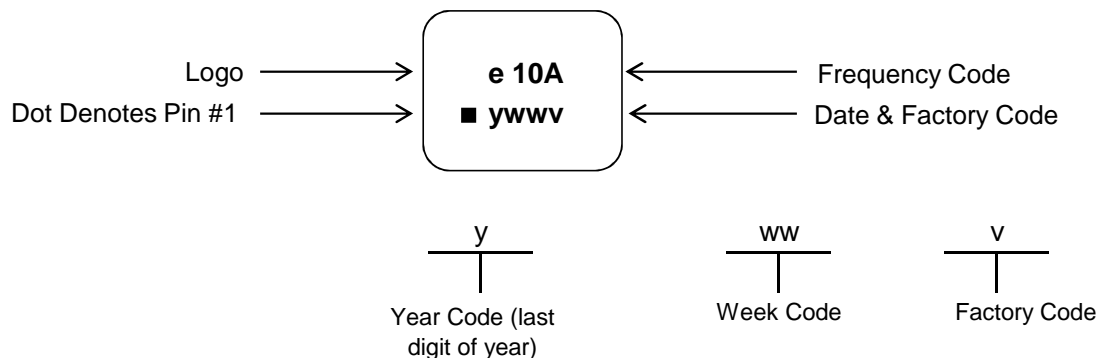 Logo
e 10A
Frequency Code
Dot Denotes Pin #1
■ ywwv
Date & Factory Code
y
ww
v
Year Code (last
digit of year)
Week Code
Factory Code